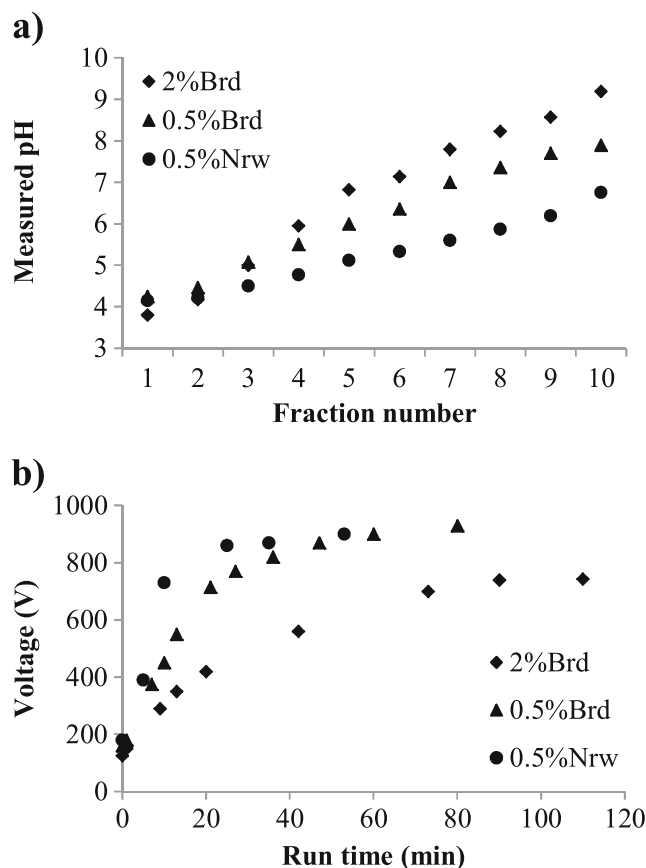 a)
Measured pH
10
9
8
7
6
5
4
3
2%Brd
0.5%Brd
0.5%Nrw
1 2 3 4 5 6 7 8 9 10
Fraction number
b)
Voltage (V)
1000
800
600
400
200
0
2%Brd
0.5%Brd
0.5%Nrw
0 20 40 60 80 100 120
Run time (min)